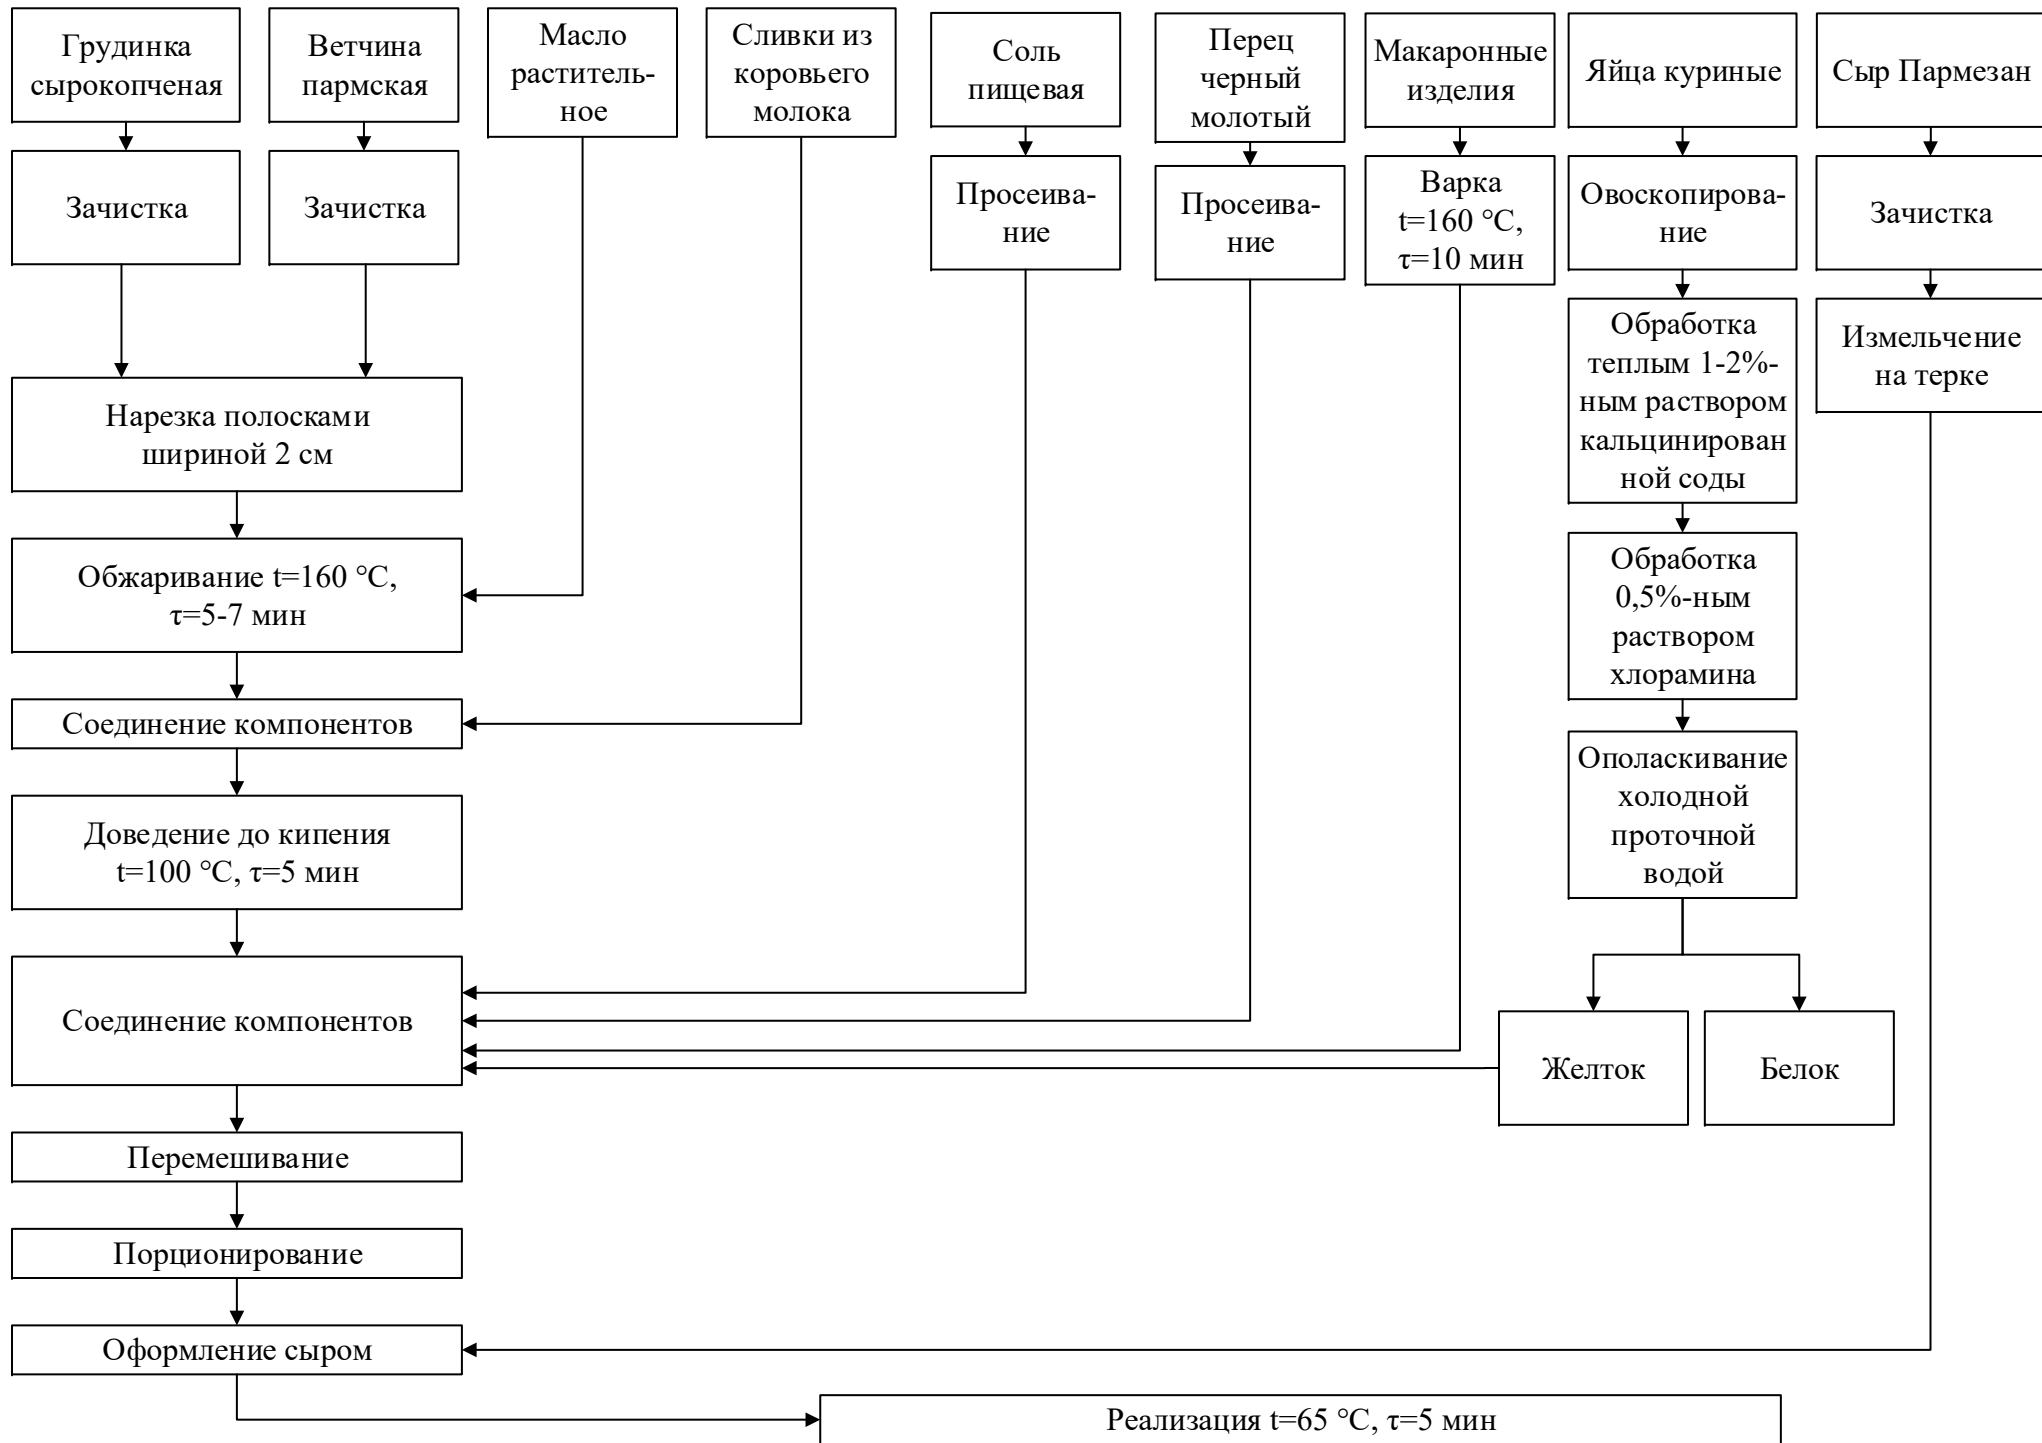 Грудинка
сырокопченая
Ветчина
пармская
Масло
раститель-
ное
Сливки из
коровьего
молока
Соль
пищевая
Перец
черный
молотый
Макаронные
изделия
Яйца куриные
Сыр Пармезан
Зачистка
Зачистка
Просеива-
ние
Просеива-
ние
Варка
t=160 °C,
τ=10 мин
Овоскопирова-
ние
Зачистка
Обработка
теплым 1-2%-
ным раствором
кальцинирован
ной соды
Измельчение
на терке
Нарезка полосками
шириной 2 см
Обжаривание t=160 °C,
τ=5-7 мин
Обработка
0,5%-ным
раствором
хлорамина
Соединение компонентов
Ополаскивание
холодной
проточной
водой
Доведение до кипения
t=100 °C, τ=5 мин
Соединение компонентов
Желток
Белок
Перемешивание
Порционирование
Оформление сыром
Реализация t=65 °C, τ=5 мин